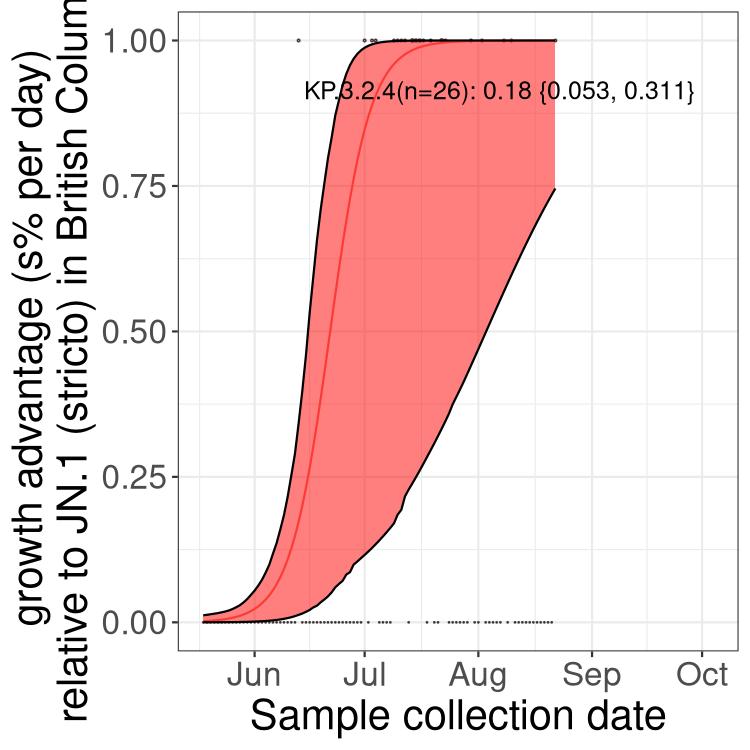 growth advantage (s% per day)
relative to JN.1 (stricto) in British Colum
1.00
0.75
0.50
0.25
0.00
KP.3.2.4(n=26): 0.18 {0.053, 0.311}
Jun Jul Aug Sep Oct
Sample collection date